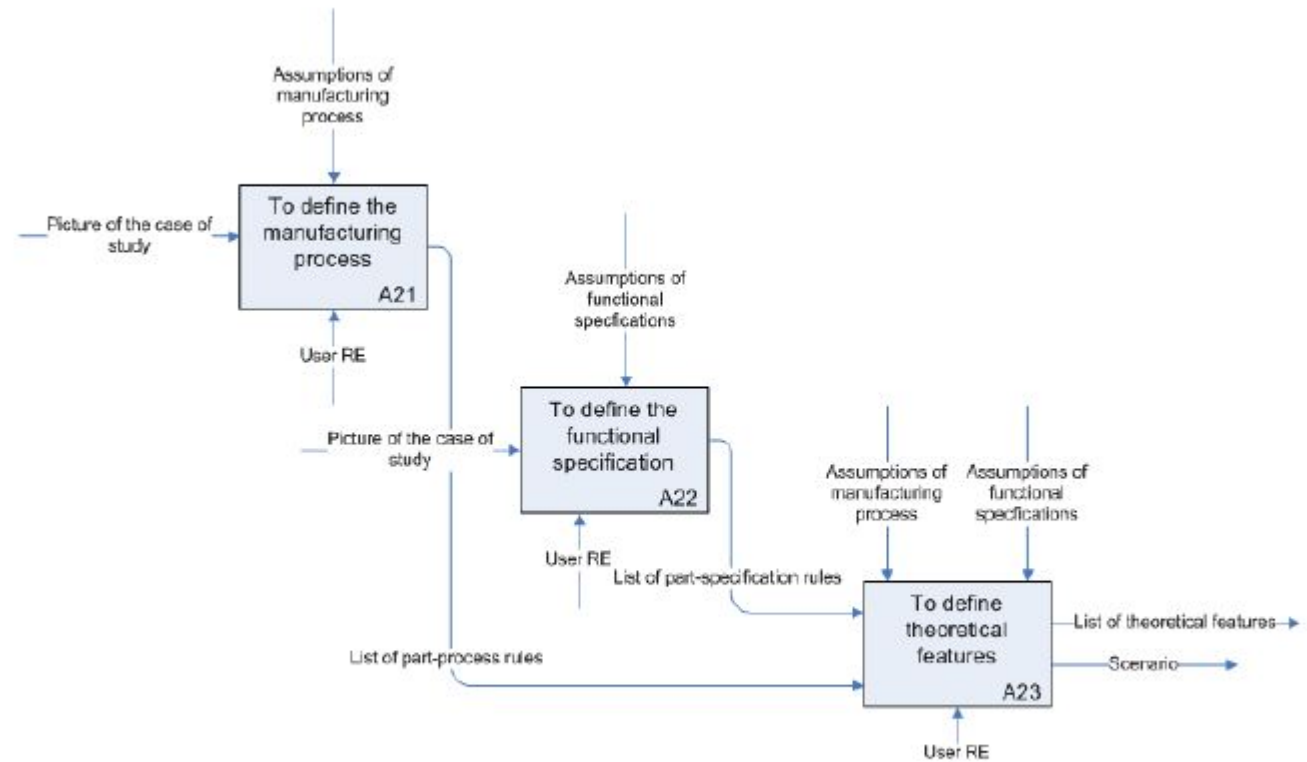 Assumptions of
manufacturing
process
To define the
manufacturing
process
A21
Picture of the case of
study
User RE
Assumptions of
functional
specfications
To define the
functional
specification
A22
Picture of the case of
study
User RE
List of part-specification rules
List of part-process rules
Assumptions of
manufacturing
process
Assumptions of
functional
specfications
To define
theoretical
features
A23
List of theoretical features
Scenario
User RE